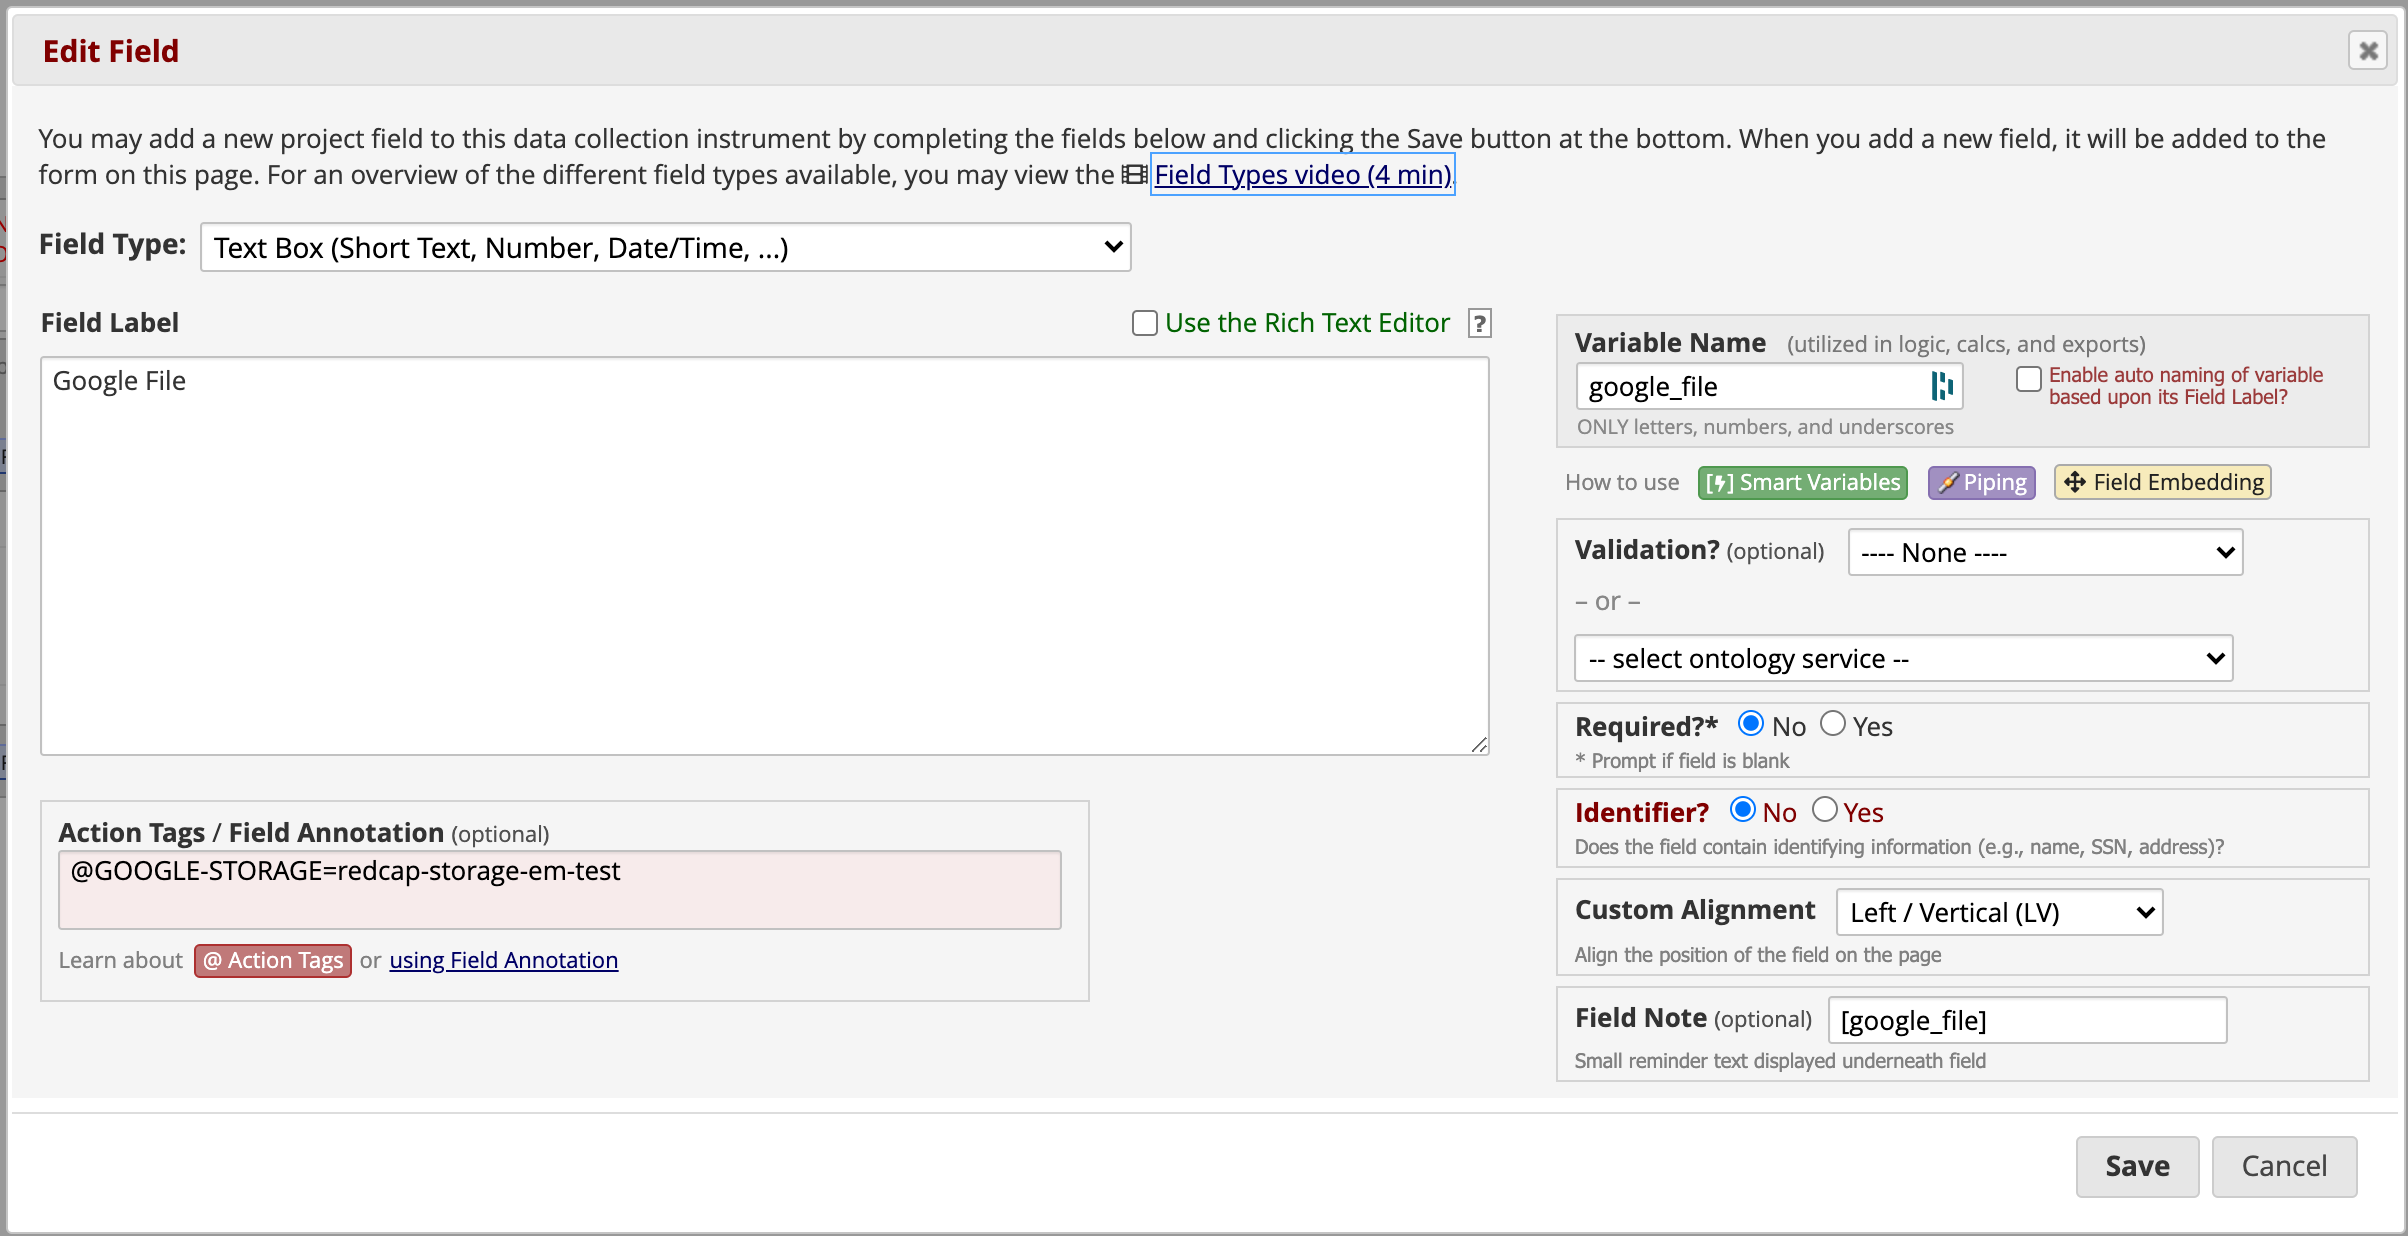 Edit Field
You may add a new project field to this data collection instrument by completing the fields below and clicking the Save button at the bottom. When you add a new field, it will be added to the
form on this page. For an overview of the different field types available, you may view the Field Types video (4 min).
Field Type: Text Box (Short Text, Number, Date/Time, ...)
Field Label
Use the Rich Text Editor ?
Google File
Action Tags / Field Annotation (optional)
@GOOGLE-STORAGE=redcap-storage-em-test
Learn about @ Action Tags or using Field Annotation
Variable Name (utilized in logic, calcs, and exports)
google_file
Enable auto naming of variable
based upon its Field Label?
ONLY letters, numbers, and underscores
How to use [] Smart Variables Piping Field Embedding
Validation? (optional) ---- None ----
– or –
-- select ontology service --
Required?* No Yes
* Prompt if field is blank
Identifier? No Yes
Does the field contain identifying information (e.g., name, SSN, address)?
Custom Alignment Left / Vertical (LV)
Align the position of the field on the page
Field Note (optional) [google_file]
Small reminder text displayed underneath field
Save Cancel